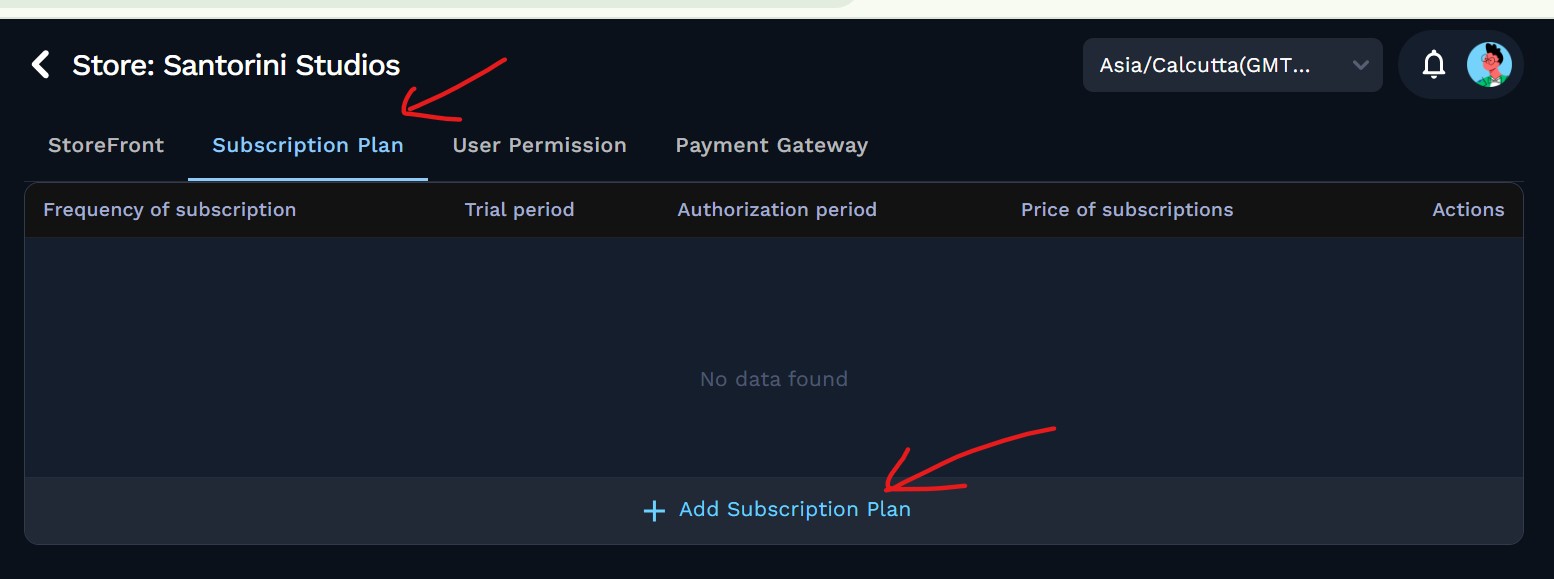 Store: Santorini Studios
Asia/Calcutta(GMT...
StoreFront
Subscription Plan
User Permission
Payment Gateway
Frequency of subscription
Trial period
Authorization period
Price of subscriptions
Actions
No data found
+ Add Subscription Plan